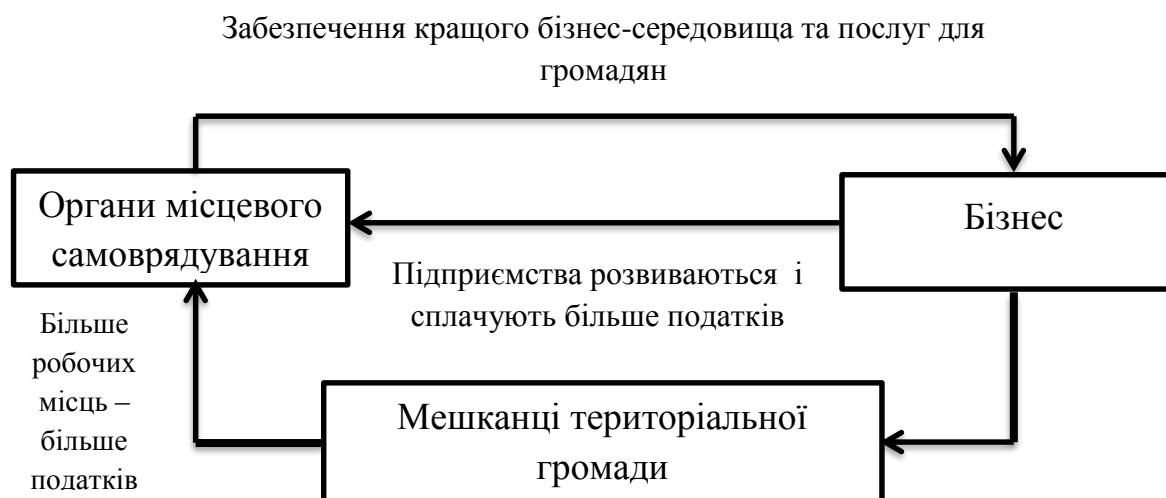 Забезпечення кращого бізнес-середовища та послуг для
громадян
Органи місцевого
самоврядування
Бізнес
Підприємства розвиваються і
сплачують більше податків
Більше
робочих
місць –
більше
податків
Мешканці територіальної
громади